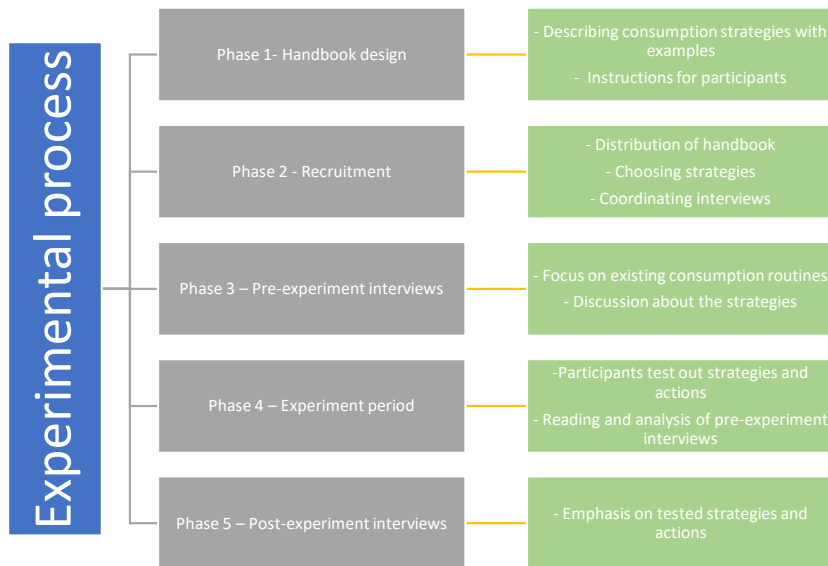 Experimental process
Phase 1- Handbook design
- Describing consumption strategies with
examples
- Instructions for participants
Phase 2 - Recruitment
- Distribution of handbook
- Choosing strategies
- Coordinating interviews
Phase 3 – Pre-experiment interviews
- Focus on existing consumption routines
- Discussion about the strategies
Phase 4 – Experiment period
-Participants test out strategies and
actions
- Reading and analysis of pre-experiment
interviews
Phase 5 – Post-experiment interviews
- Emphasis on tested strategies and
actions